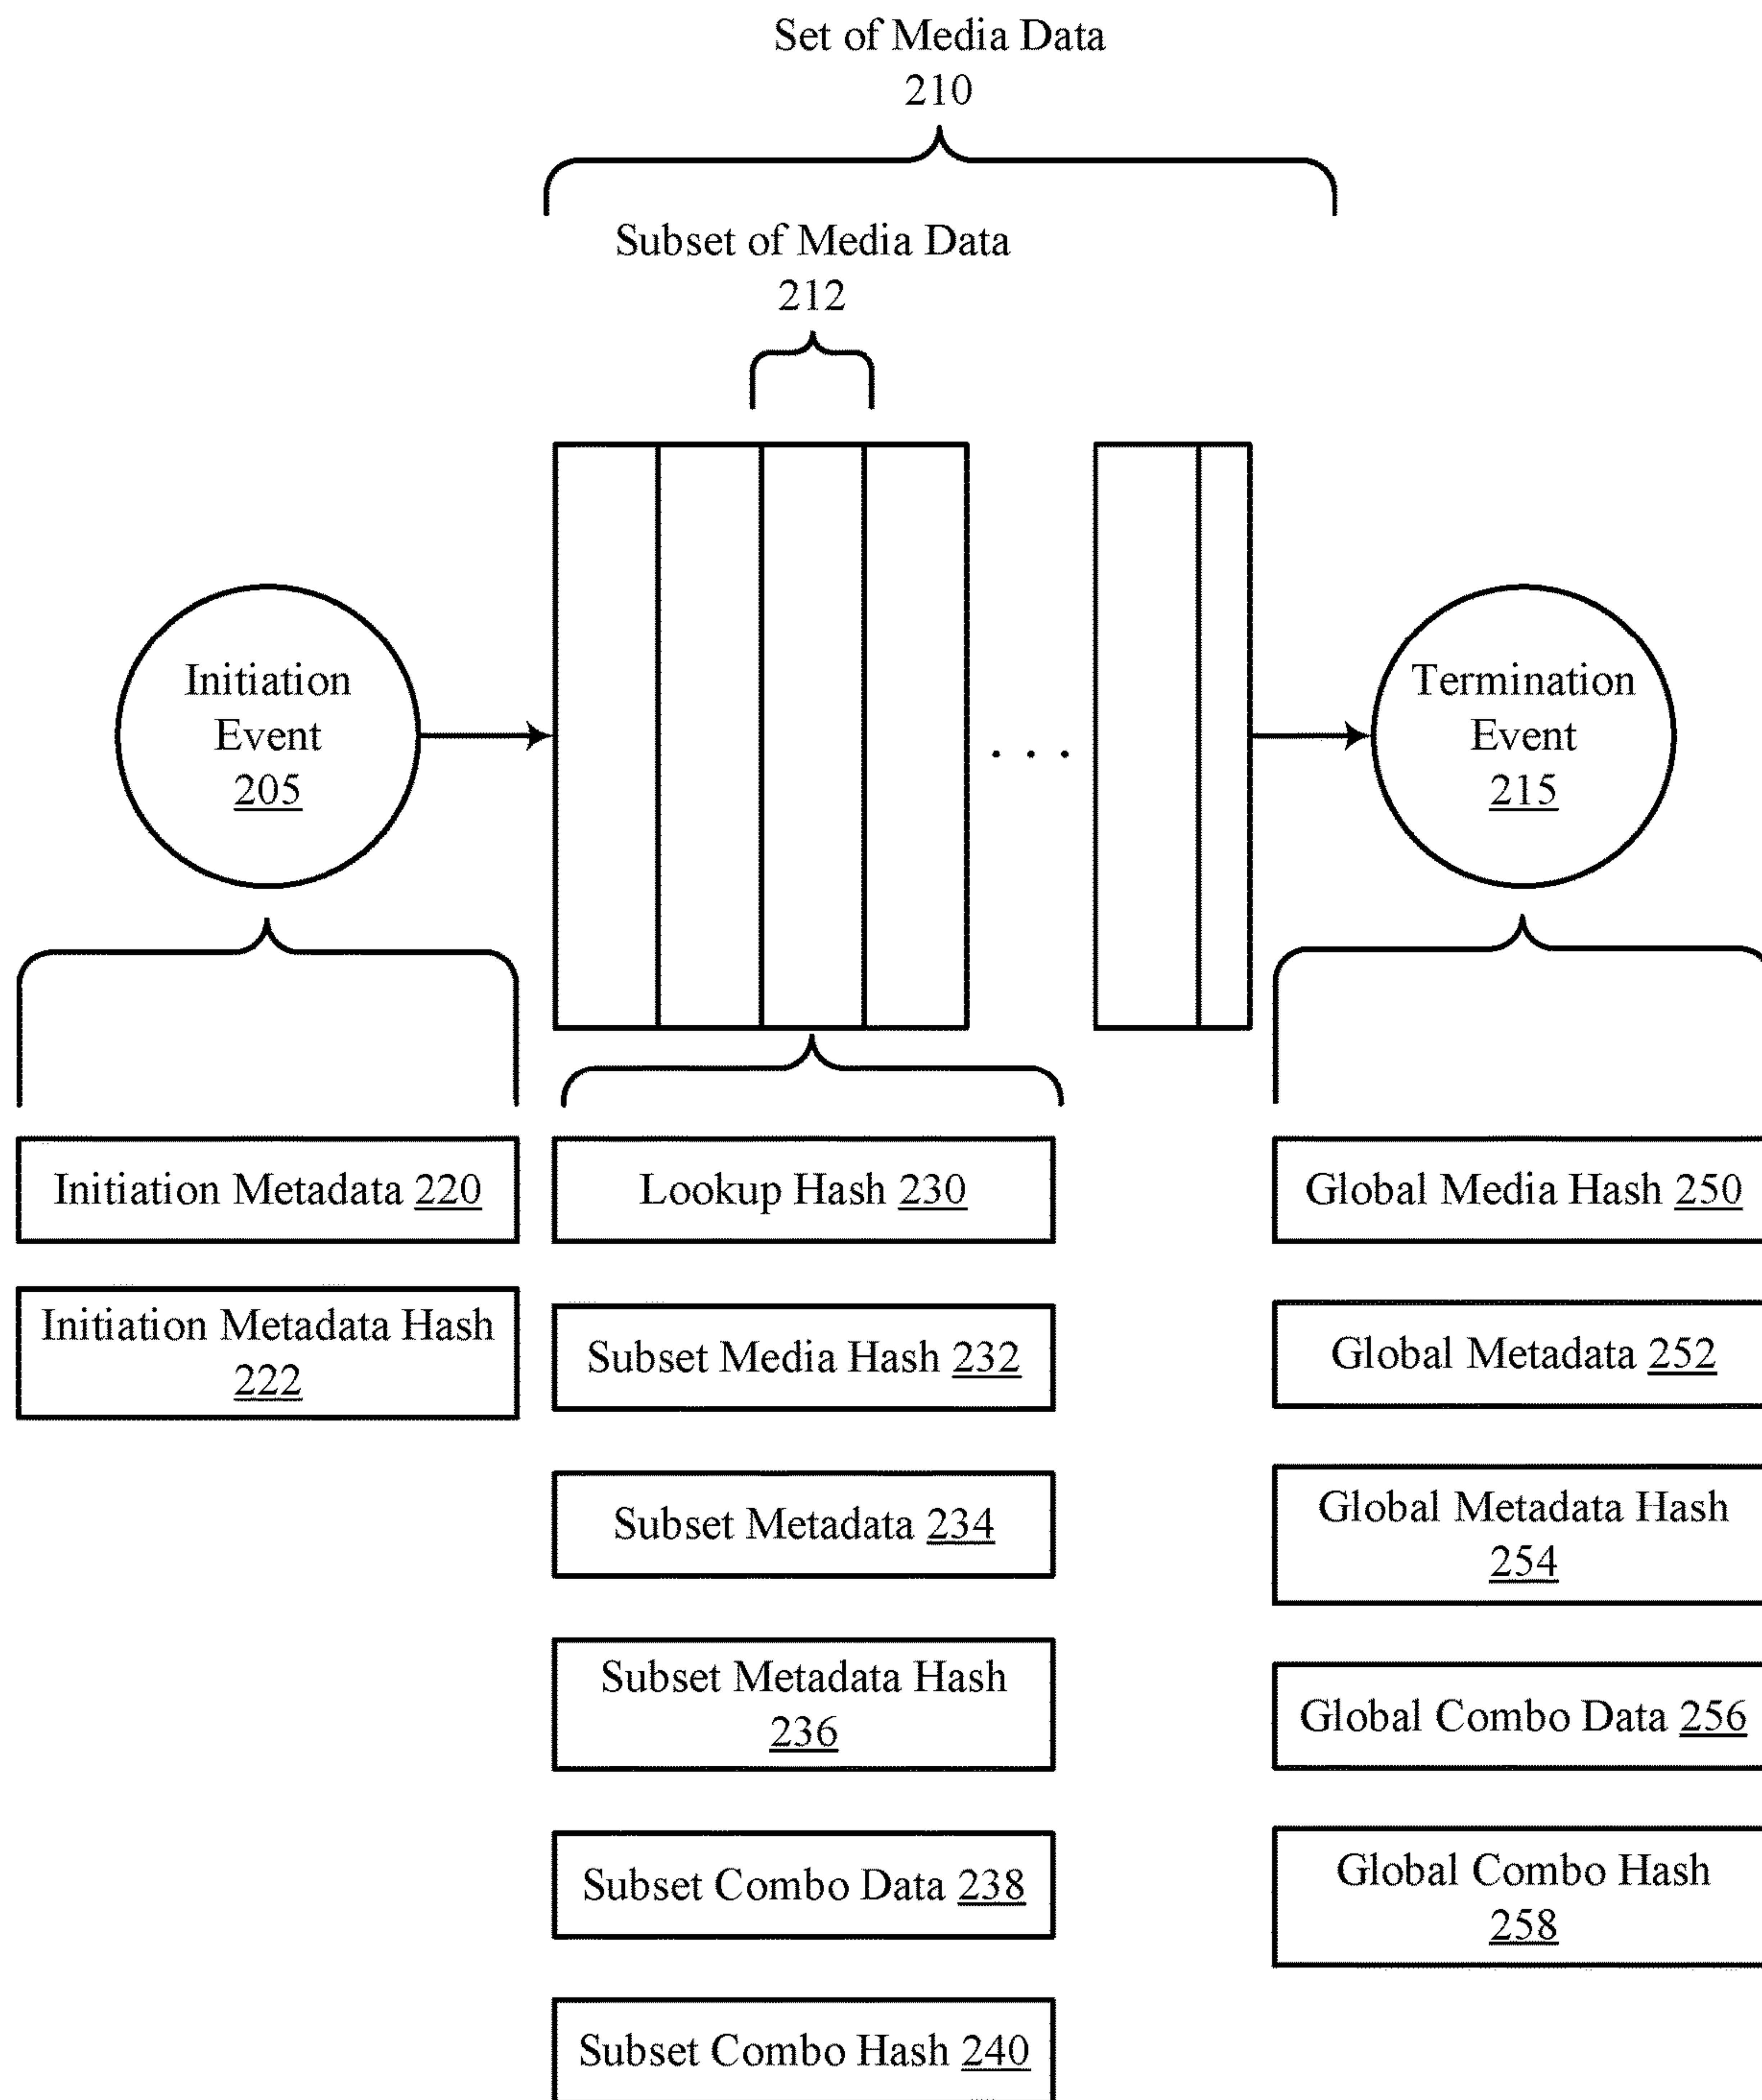 Set of Media Data
210
Subset of Media Data
212
Initiation
Event
205
. . .
Termination
Event
215
Initiation Metadata 220
Initiation Metadata Hash
222
Lookup Hash 230
Subset Media Hash 232
Subset Metadata 234
Subset Metadata Hash
236
Subset Combo Data 238
Subset Combo Hash 240
Global Media Hash 250
Global Metadata 252
Global Metadata Hash
254
Global Combo Data 256
Global Combo Hash
258